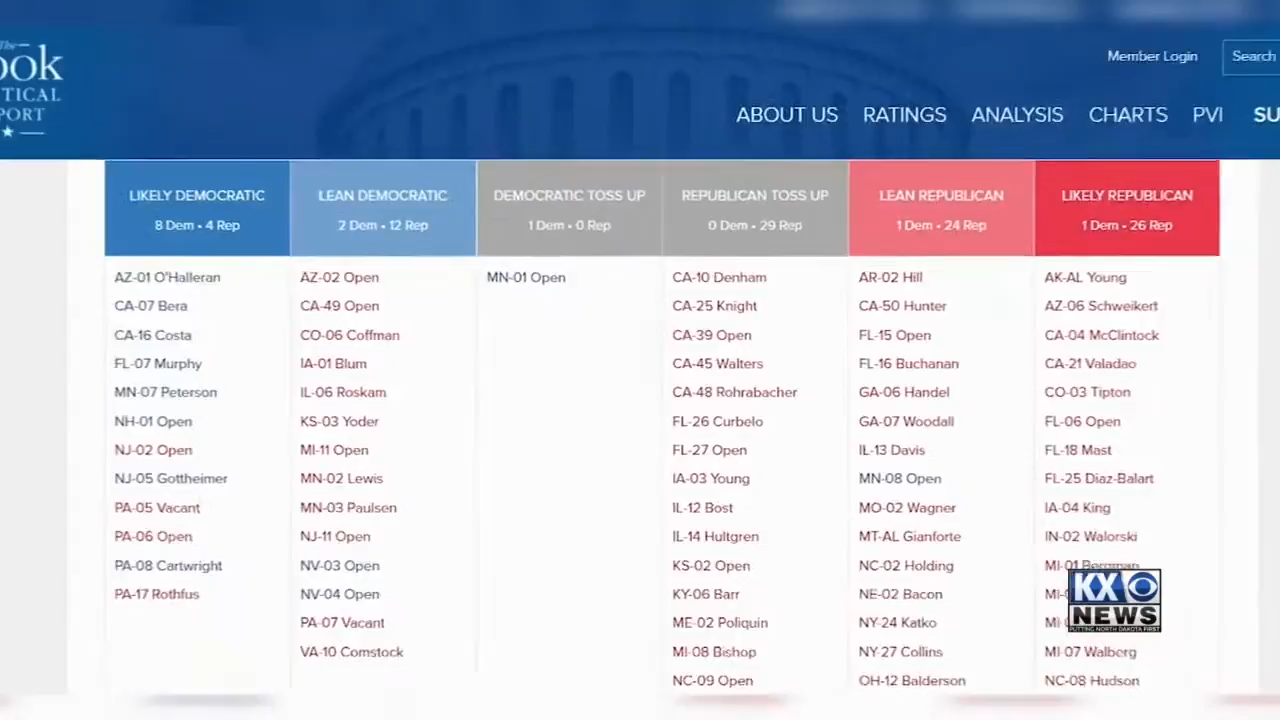 The
ook
TICAL
PORT
Member Login
Search
ABOUT US
RATINGS
ANALYSIS
CHARTS
PVI
SU
LIKELY DEMOCRATIC
8 Dem • 4 Rep
AZ-01 O'Halleran
CA-07 Bera
CA-16 Costa
FL-07 Murphy
MN-07 Peterson
NH-01 Open
NJ-02 Open
NJ-05 Gottheimer
PA-05 Vacant
PA-06 Open
PA-08 Cartwright
PA-17 Rothfus
LEAN DEMOCRATIC
2 Dem • 12 Rep
AZ-02 Open
CA-49 Open
CO-06 Coffman
IA-01 Blum
IL-06 Roskam
KS-03 Yoder
MI-11 Open
MN-02 Lewis
MN-03 Paulsen
NJ-11 Open
NV-03 Open
NV-04 Open
PA-07 Vacant
VA-10 Comstock
DEMOCRATIC TOSS UP
1 Dem • 0 Rep
MN-01 Open
REPUBLICAN TOSS UP
0 Dem • 29 Rep
CA-10 Denham
CA-25 Knight
CA-39 Open
CA-45 Walters
CA-48 Rohrabacher
FL-26 Curbelo
FL-27 Open
IA-03 Young
IL-12 Bost
IL-14 Hultgren
KS-02 Open
KY-06 Barr
ME-02 Poliquin
MI-08 Bishop
NC-09 Open
LEAN REPUBLICAN
1 Dem • 24 Rep
AR-02 Hill
CA-50 Hunter
FL-15 Open
FL-16 Buchanan
GA-06 Handel
GA-07 Woodall
IL-13 Davis
MN-08 Open
MO-02 Wagner
MT-AL Gianforte
NC-02 Holding
NE-02 Bacon
NY-24 Katko
NY-27 Collins
OH-12 Balderson
LIKELY REPUBLICAN
1 Dem • 26 Rep
AK-AL Young
AZ-06 Schweikert
CA-04 McClintock
CA-21 Valadao
CO-03 Tipton
FL-06 Open
FL-18 Mast
FL-25 Diaz-Balart
IA-04 King
IN-02 Walorski
MI-01 Bergman
MI-07 Walberg
NC-08 Hudson
KX
NEWS
PUTTING NORTH DAKOTA FIRST